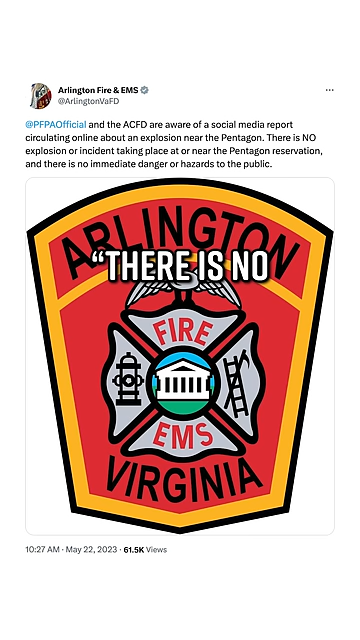 Arlington Fire & EMS
@ArlingtonVaFD
@PFPAOfficial and the ACFD are aware of a social media report
circulating online about an explosion near the Pentagon. There is NO
explosion or incident taking place at or near the Pentagon reservation,
and there is no immediate danger or hazards to the public.
ARLINGTON
“THERE IS NO
FIRE
EMS
VIRGINIA
10:27 AM · May 22, 2023 · 61.5K Views